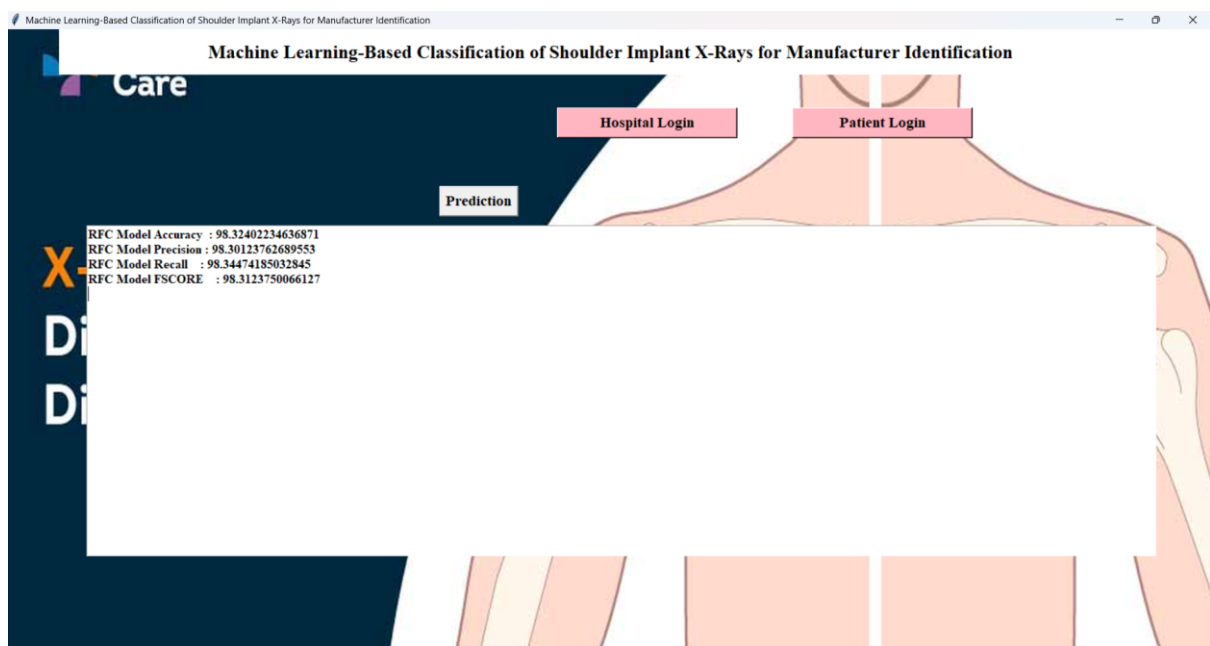 Machine Learning-Based Classification of Shoulder Implant X-Rays for Manufacturer Identification
Machine Learning-Based Classification of Shoulder Implant X-Rays for Manufacturer Identification
Care
Hospital Login
Patient Login
Prediction
RFC Model Accuracy : 98.32402234636871
RFC Model Precision : 98.30123762689553
RFC Model Recall : 98.34474185032845
RFC Model FSCORE : 98.3123750066127
X-
Di
Di